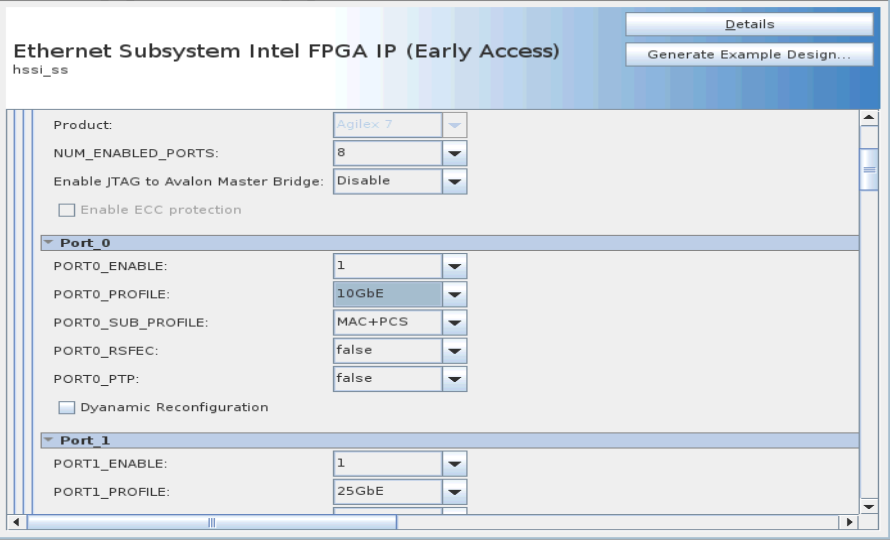 Details
Ethernet Subsystem Intel FPGA IP (Early Access)
Generate Example Design...
hssi_ss
Product: Agilex 7
NUM_ENABLED_PORTS: 8
Enable JTAG to Avalon Master Bridge: Disable
Enable ECC protection
Port_0
PORT0_ENABLE: 1
PORT0_PROFILE: 10GbE
PORT0_SUB_PROFILE: MAC+PCS
PORT0_RSFEC: false
PORT0_PTP: false
Dyanamic Reconfiguration
Port_1
PORT1_ENABLE: 1
PORT1_PROFILE: 25GbE